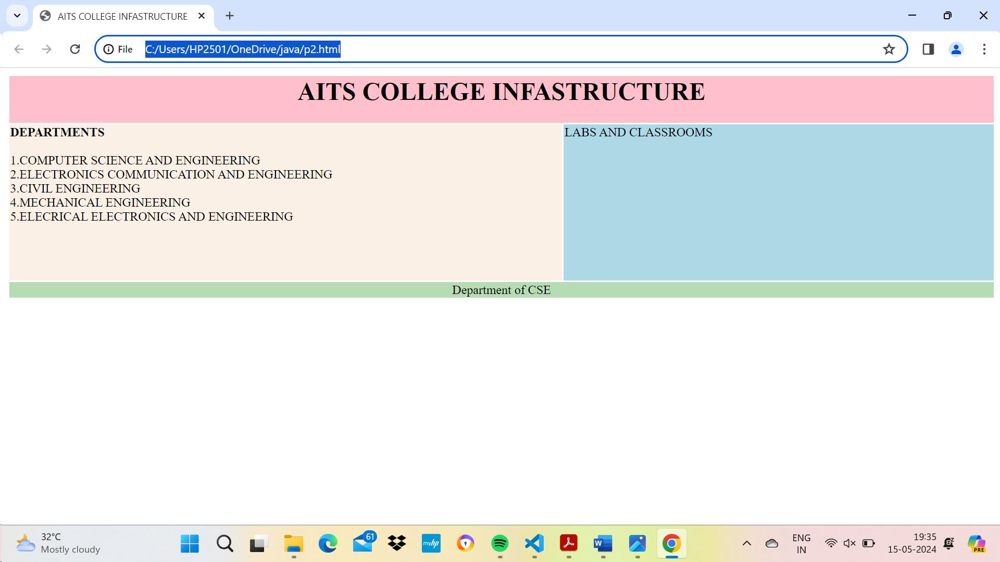 AITS COLLEGE INFASTRUCTURE
File C:/Users/HP2501/OneDrive/java/p2.html
AITS COLLEGE INFASTRUCTURE
DEPARTMENTS
1.COMPUTER SCIENCE AND ENGINEERING
2.ELECTRONICS COMMUNICATION AND ENGINEERING
3.CIVIL ENGINEERING
4.MECHANICAL ENGINEERING
5.ELECRICAL ELECTRONICS AND ENGINEERING
LABS AND CLASSROOMS
Department of CSE
32°C
Mostly cloudy
61
myhp
W
ENG
IN
19:35
15-05-2024
PRE